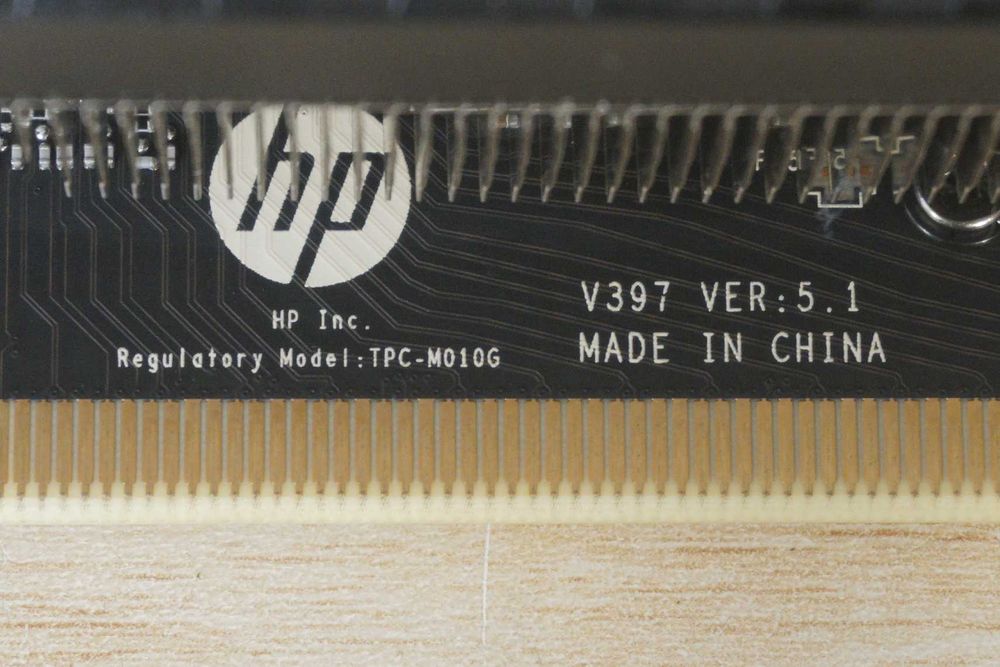 hp
HP Inc.
Regulatory Model:TPC-M010G
V397 VER:5.1
MADE IN CHINA